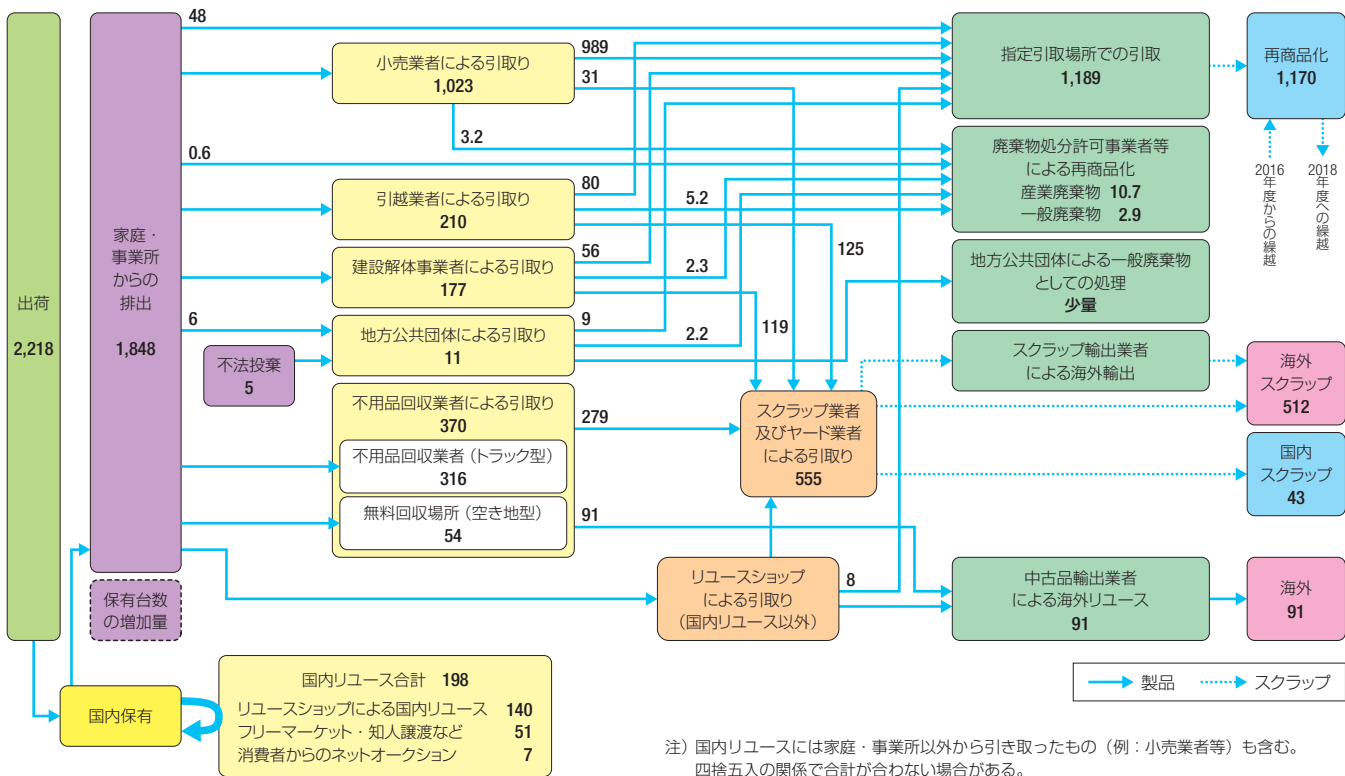 出荷
2,218
家庭・
事業所
からの
排出
1,848
保有台数
の増加量
国内保有
48
0.6
6
不法投棄
5
小売業者による引取り
1,023
989
31
3.2
引越業者による引取り
210
80
5.2
125
建設解体事業者による引取り
177
56
2.3
119
地方公共団体による引取り
11
9
2.2
不用品回収業者による引取り
370
不用品回収業者（トラック型）
316
無料回収場所（空き地型）
54
279
91
スクラップ業者
及びヤード業者
による引取り
555
リユースショップ
による引取り
（国内リユース以外）
8
指定引取場所での引取
1,189
廃棄物処分許可事業者等
による再商品化
産業廃棄物 10.7
一般廃棄物 2.9
地方公共団体による一般廃棄物
としての処理
少量
スクラップ輸出業者
による海外輸出
中古品輸出業者
による海外リユース
91
再商品化
1,170
2016
年度からの繰越
2018
年度への繰越
海外
スクラップ
512
国内
スクラップ
43
海外
91
国内リユース合計 198
リユースショップによる国内リユース 140
フリーマーケット・知人譲渡など 51
消費者からのネットオークション 7
製品 スクラップ
注）国内リユースには家庭・事業所以外から引き取ったもの（例：小売業者等）も含む。
四捨五入の関係で合計が合わない場合がある。